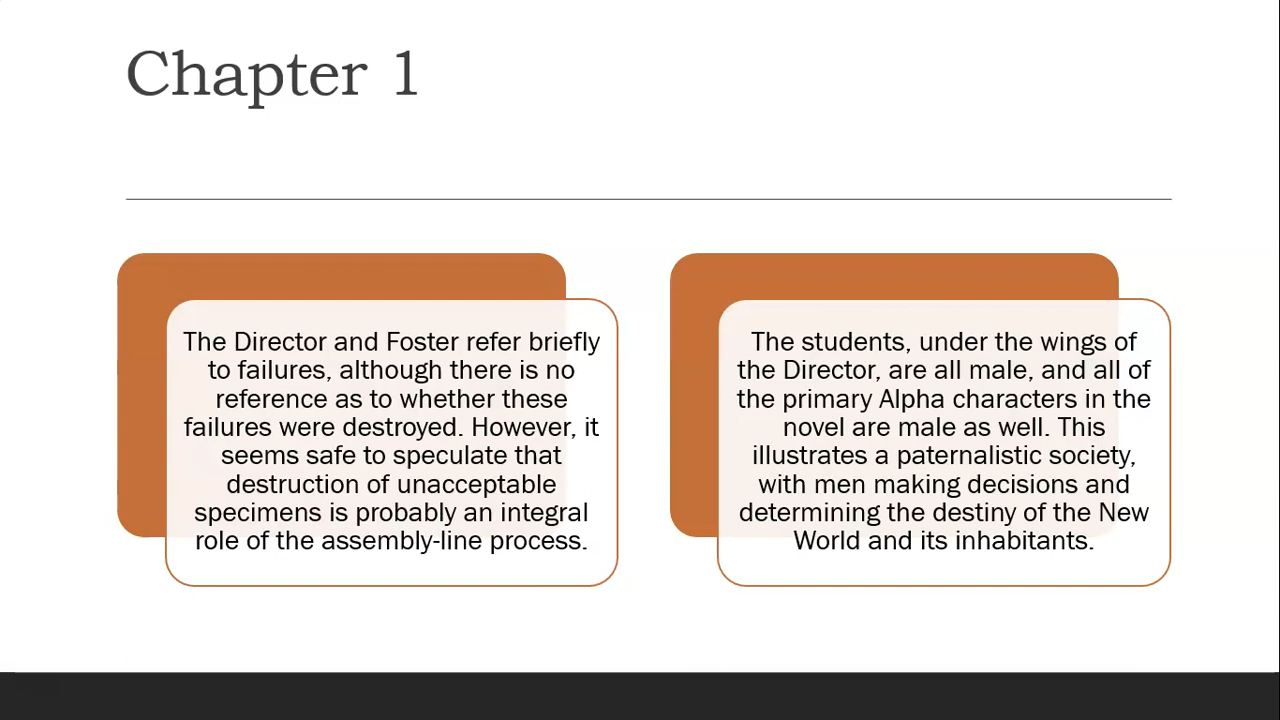 Chapter 1
The Director and Foster refer briefly
to failures, although there is no
reference as to whether these
failures were destroyed. However, it
seems safe to speculate that
destruction of unacceptable
specimens is probably an integral
role of the assembly-line process.
The students, under the wings of
the Director, are all male, and all of
the primary Alpha characters in the
novel are male as well. This
illustrates a paternalistic society,
with men making decisions and
determining the destiny of the New
World and its inhabitants.